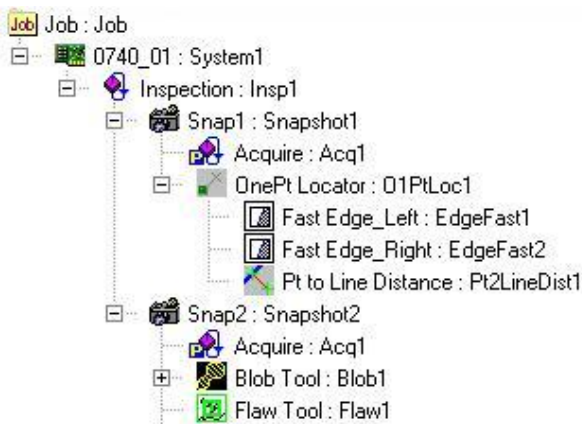 Job Job : Job
0740_01 : System1
Inspection : Insp1
Snap1 : Snapshot1
P Acquire : Acq1
OnePt Locator : O1PtLoc1
Fast Edge_Left : EdgeFast1
Fast Edge_Right : EdgeFast2
Pt to Line Distance : Pt2LineDist1
Snap2 : Snapshot2
P Acquire : Acq1
Blob Tool : Blob1
Flaw Tool : Flaw1